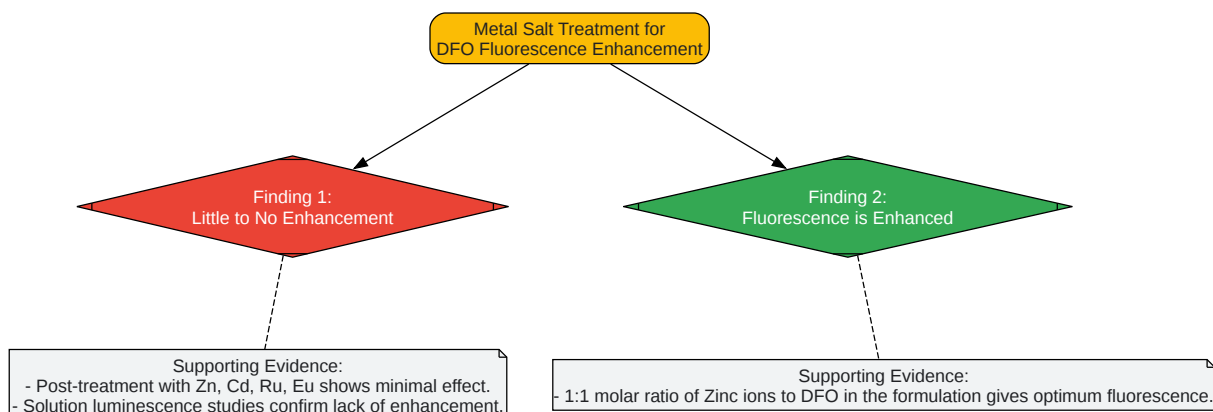 Metal Salt Treatment for
DFO Fluorescence Enhancement
Finding 1:
Little to No Enhancement
Finding 2:
Fluorescence is Enhanced
Supporting Evidence:
- Post-treatment with Zn, Cd, Ru, Eu shows minimal effect.
- Solution luminescence studies confirm lack of enhancement.
Supporting Evidence:
- 1:1 molar ratio of Zinc ions to DFO in the formulation gives optimum fluorescence.